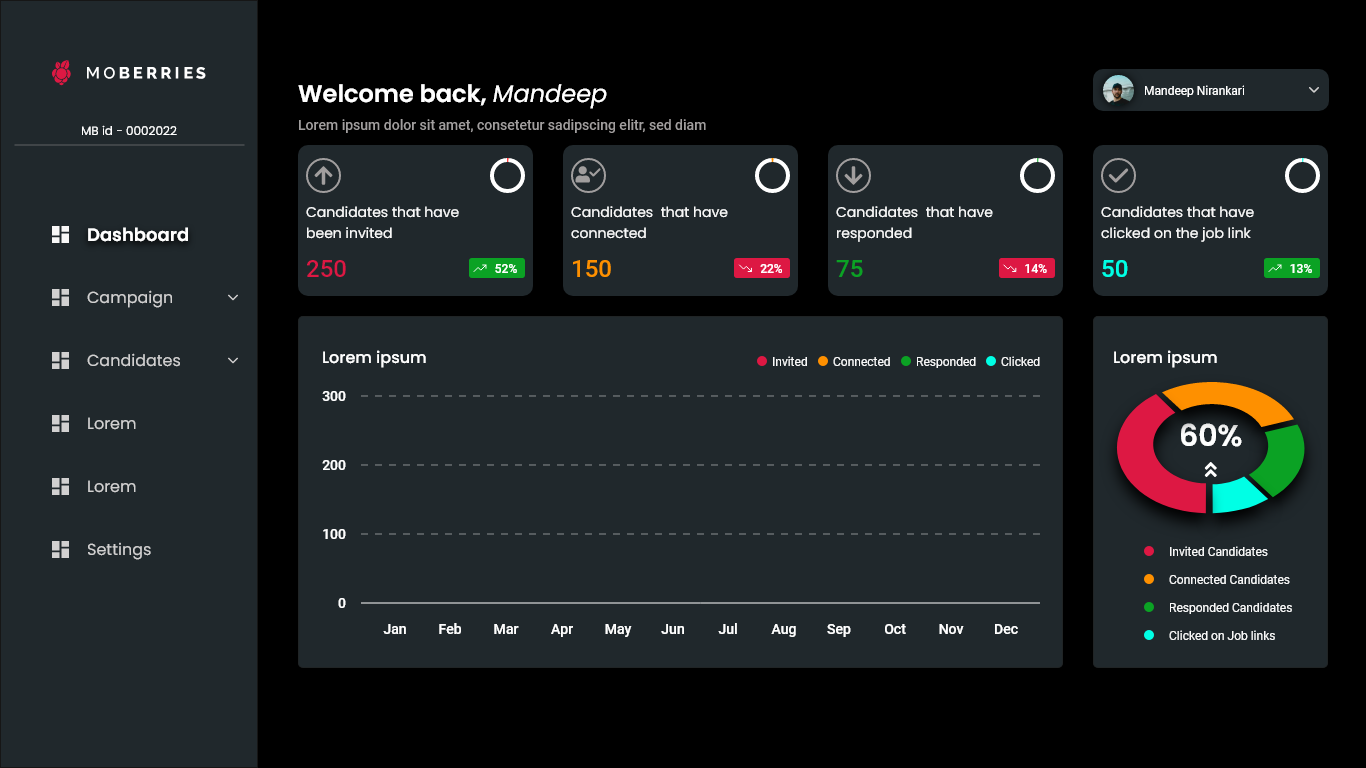 MOBERRIES
MB id - 0002022
Dashboard
Campaign
Candidates
Lorem
Lorem
Settings
Welcome back, Mandeep
Lorem ipsum dolor sit amet, consetetur sadipscing elitr, sed diam
Mandeep Nirankari
Candidates that have
been invited
250
52%
Candidates that have
connected
150
22%
Candidates that have
responded
75
14%
Candidates that have
clicked on the job link
50
13%
Lorem ipsum
Invited
Connected
Responded
Clicked
300
200
100
0
Jan Feb Mar Apr May Jun Jul Aug Sep Oct Nov Dec
Lorem ipsum
60%
Invited Candidates
Connected Candidates
Responded Candidates
Clicked on Job links